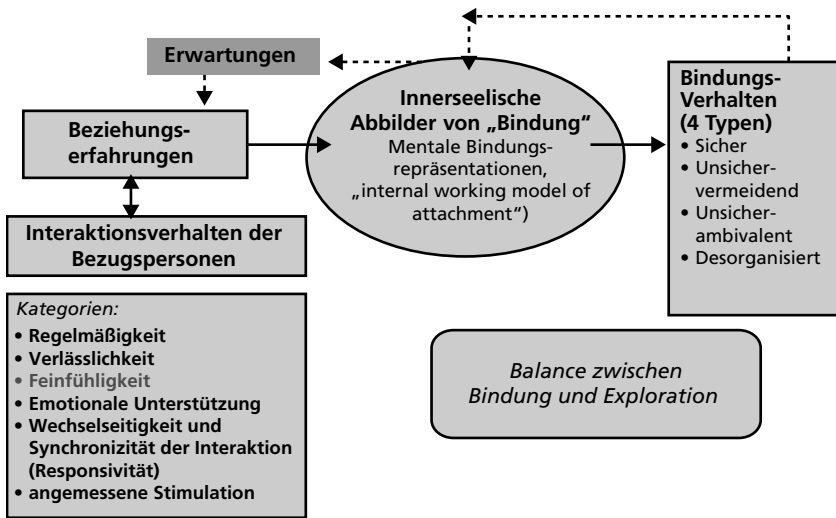 Erwartungen
Beziehungs-
erfahrungen
Interaktionsverhalten der
Bezugspersonen
Innerseelische
Abbilder von „Bindung“
Mentale Bindungs-
repräsentationen,
„internal working model of
attachment“)
Bindungs-
Verhalten
(4 Typen)
• Sicher
• Unsicher-
vermeidend
• Unsicher-
ambivalent
• Desorganisiert
Kategorien:
• Regelmäßigkeit
• Verlässlichkeit
• Feinfühligkeit
• Emotionale Unterstützung
• Wechselseitigkeit und
Synchronizität der Interaktion
(Responsivität)
• angemessene Stimulation
Balance zwischen
Bindung und Exploration